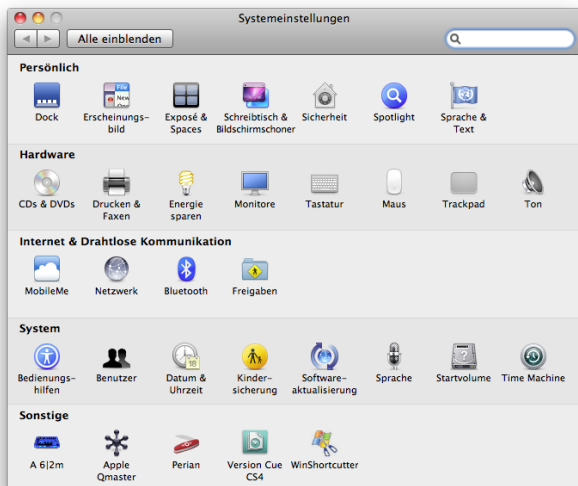 Systemeinstellungen
Alle einblenden
Persönlich
Dock
Erscheinungs-
bild
Exposé &
Spaces
Schreibtisch &
Bildschirmschoner
Sicherheit
Spotlight
Sprache &
Text
Hardware
CDs & DVDs
Drucken &
Faxen
Energie
sparen
Monitore
Tastatur
Maus
Trackpad
Ton
Internet & Drahtlose Kommunikation
MobileMe
Netzwerk
Bluetooth
Freigaben
System
Bedienungs-
hilfen
Benutzer
Datum &
Uhrzeit
Kinder-
sicherung
Software-
aktualisierung
Sprache
Startvolume
Time Machine
Sonstige
A 6|2m
Apple
Qmaster
Perian
Version Cue
CS4
WinShortcutter